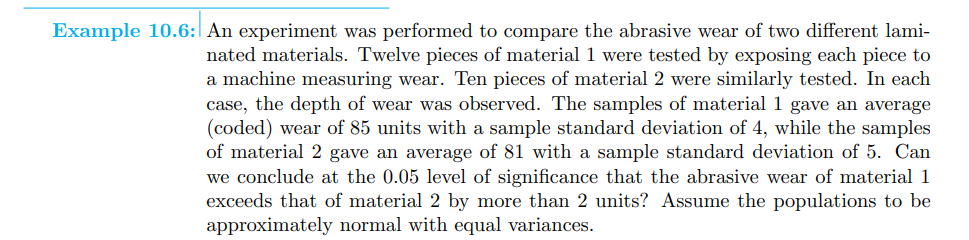 Example 10.6: An experiment was performed to compare the abrasive wear of two different lami-
nated materials. Twelve pieces of material 1 were tested by exposing each piece to
a machine measuring wear. Ten pieces of material 2 were similarly tested. In each
case, the depth of wear was observed. The samples of material 1 gave an average
(coded) wear of 85 units with a sample standard deviation of 4, while the samples
of material 2 gave an average of 81 with a sample standard deviation of 5. Can
we conclude at the 0.05 level of significance that the abrasive wear of material 1
exceeds that of material 2 by more than 2 units? Assume the populations to be
approximately normal with equal variances.